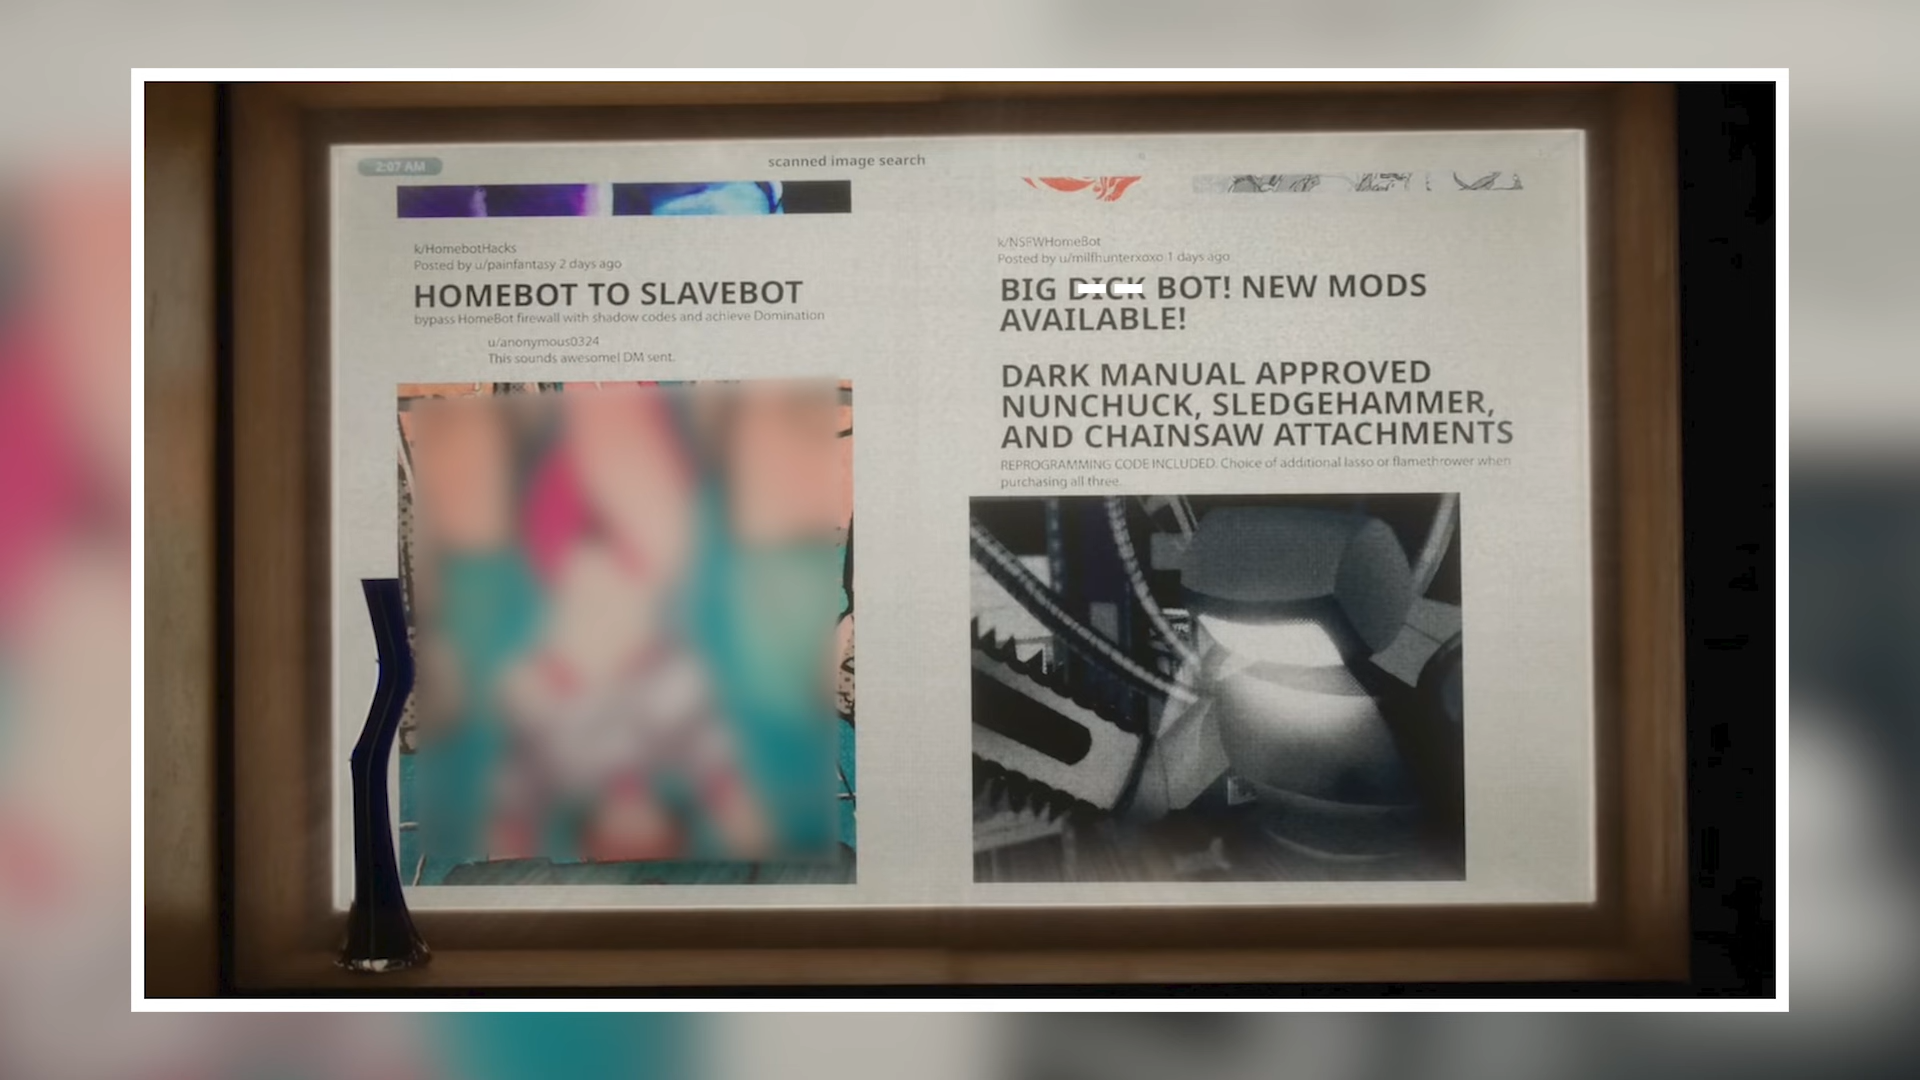 2:07 AM
scanned image search
k/HomebotHacks
Posted by u/painfantasy 2 days ago
HOMEBOT TO SLAVEBOT
bypass HomeBot firewall with shadow codes and achieve Domination
u/anonymous0324
This sounds awesome! DM sent.
k/NSFWHomeBot
Posted by u/milfhunterxoxo 1 days ago
BIG DICK BOT! NEW MODS
AVAILABLE!
DARK MANUAL APPROVED
NUNCHUCK, SLEDGEHAMMER,
AND CHAINSAW ATTACHMENTS
REPROGRAMMING CODE INCLUDED. Choice of additional lasso or flamethrower when
purchasing all three.